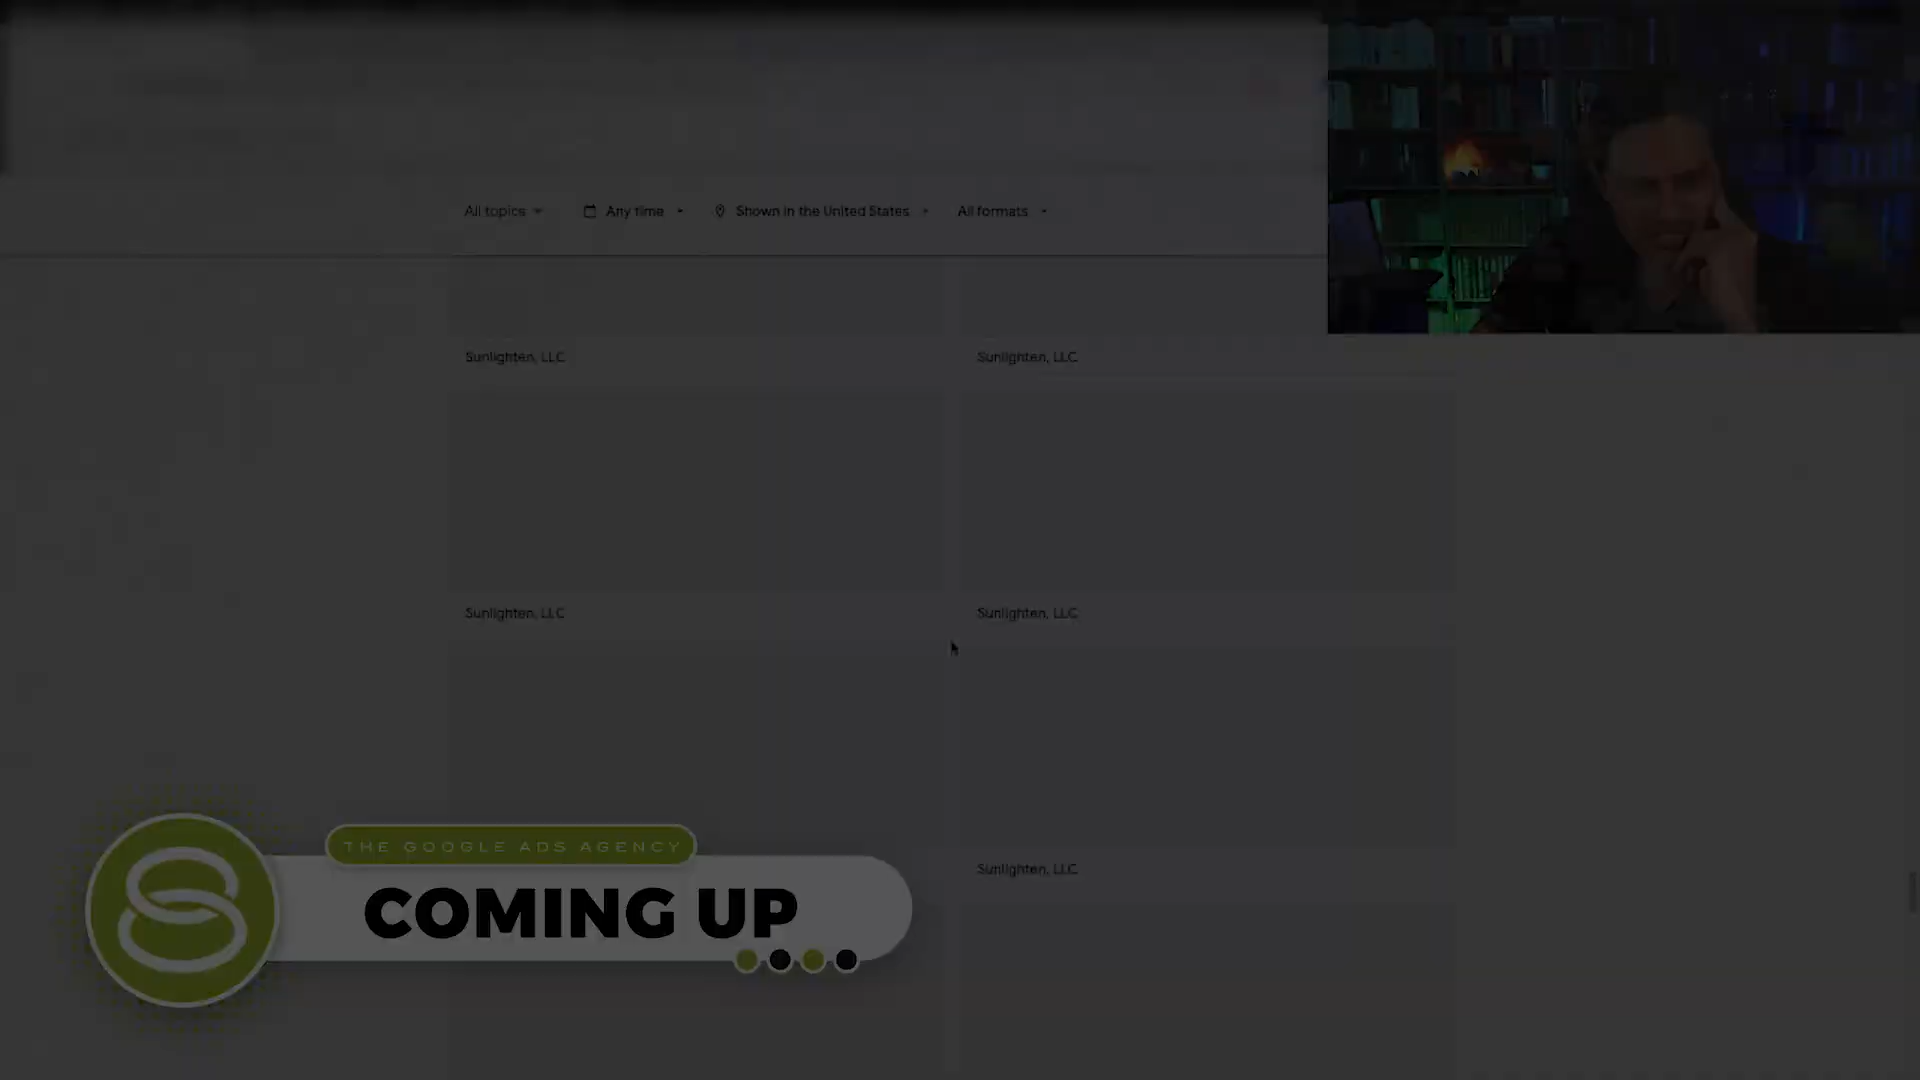 All topics Any time Shown in the United States All formats
Sunlighten, LLC Sunlighten, LLC
Sunlighten, LLC Sunlighten, LLC
Sunlighten, LLC
THE GOOGLE ADS AGENCY
COMING UP